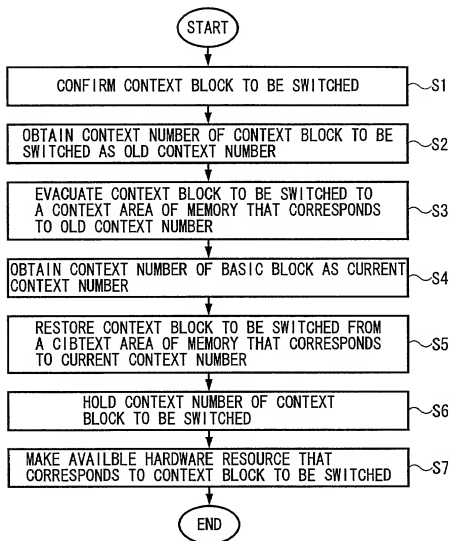 START
CONFIRM CONTEXT BLOCK TO BE SWITCHED
S1
OBTAIN CONTEXT NUMBER OF CONTEXT BLOCK TO BE
SWITCHED AS OLD CONTEXT NUMBER
S2
EVACUATE CONTEXT BLOCK TO BE SWITCHED TO
A CONTEXT AREA OF MEMORY THAT CORRESPONDS
TO OLD CONTEXT NUMBER
S3
OBTAIN CONTEXT NUMBER OF BASIC BLOCK AS CURRENT
CONTEXT NUMBER
S4
RESTORE CONTEXT BLOCK TO BE SWITCHED FROM
A CIBTEXT AREA OF MEMORY THAT CORRESPONDS
TO CURRENT CONTEXT NUMBER
S5
HOLD CONTEXT NUMBER OF CONTEXT
BLOCK TO BE SWITCHED
S6
MAKE AVAILBLE HARDWARE RESOURCE THAT
CORRESPONDS TO CONTEXT BLOCK TO BE SWITCHED
S7
END